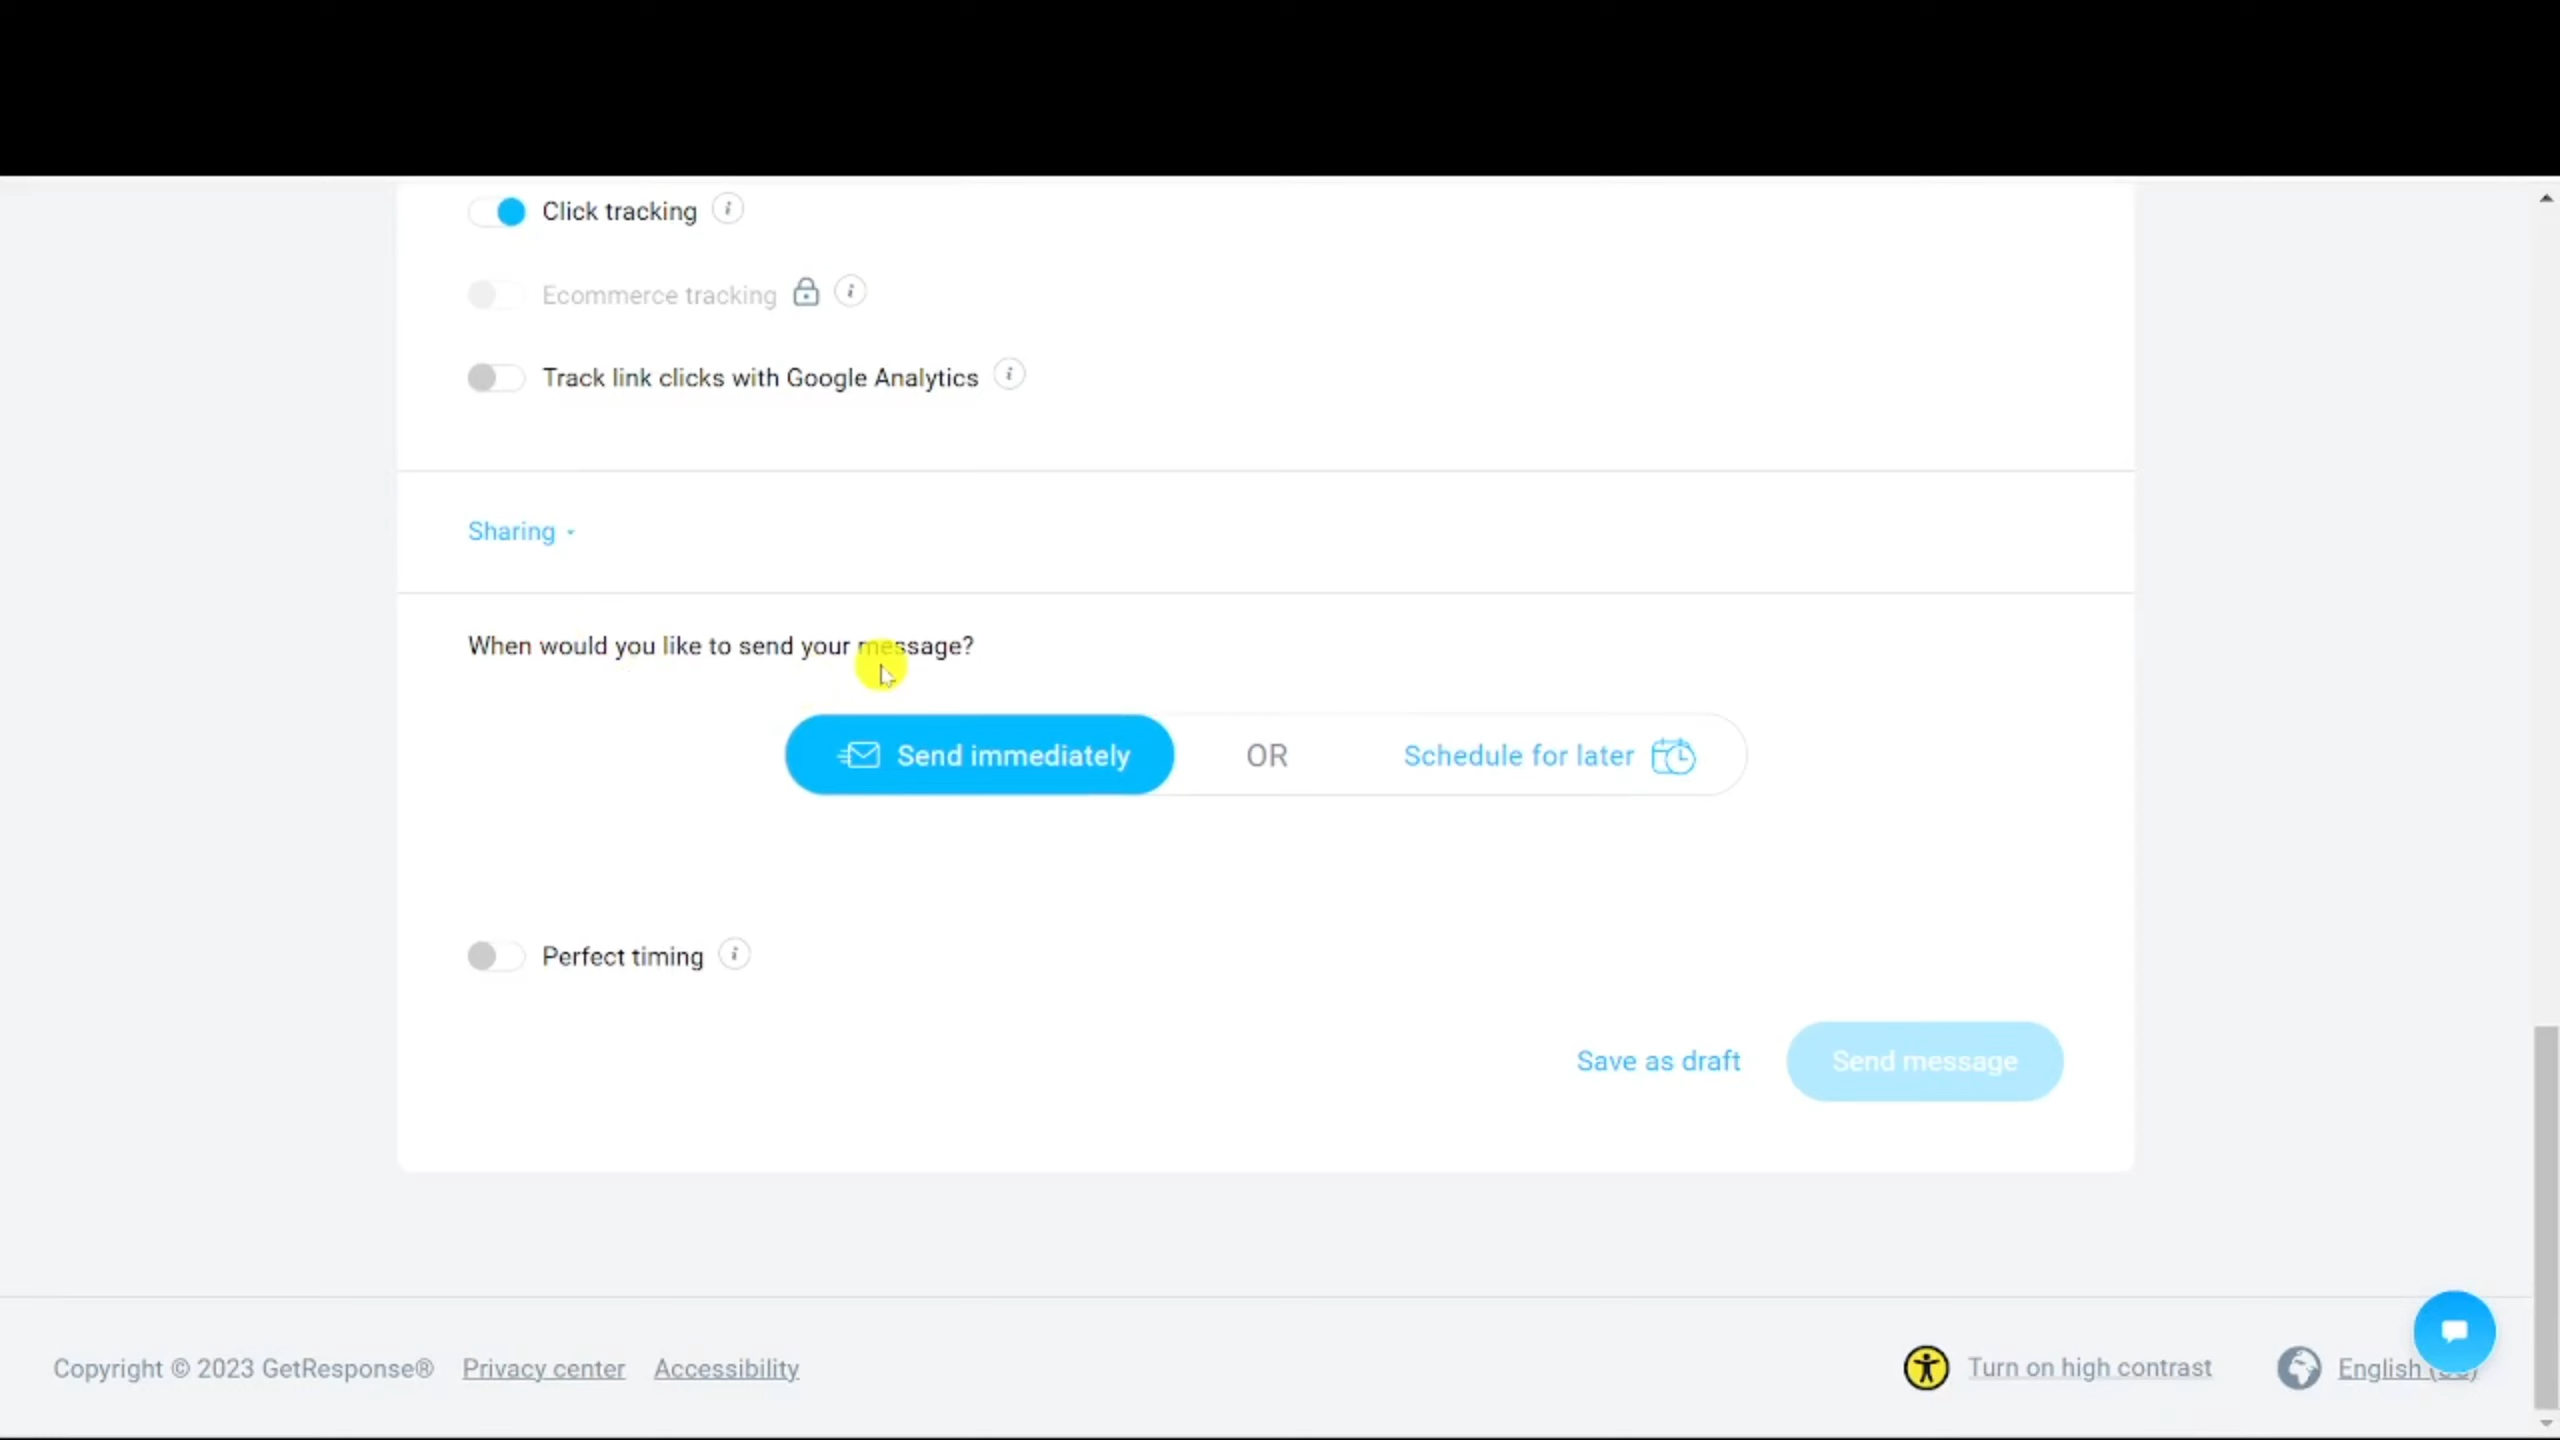 Click tracking
Ecommerce tracking
Track link clicks with Google Analytics
Sharing
When would you like to send your message?
Send immediately OR Schedule for later
Perfect timing
Save as draft Send message
Copyright © 2023 GetResponse® Privacy center Accessibility Turn on high contrast English